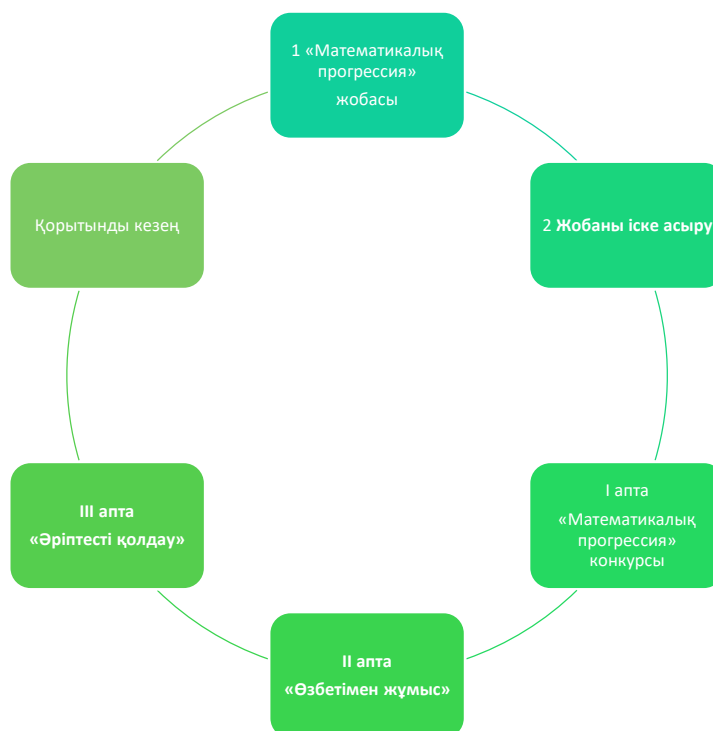 1 «Математикалық
прогрессия»
жобасы
2 Жобаны іске асыру
І апта
«Математикалық
прогрессия»
конкурсы
ІІ апта
«Өзбетімен жұмыс»
ІІІ апта
«Әріптесті қолдау»
Қорытынды кезең